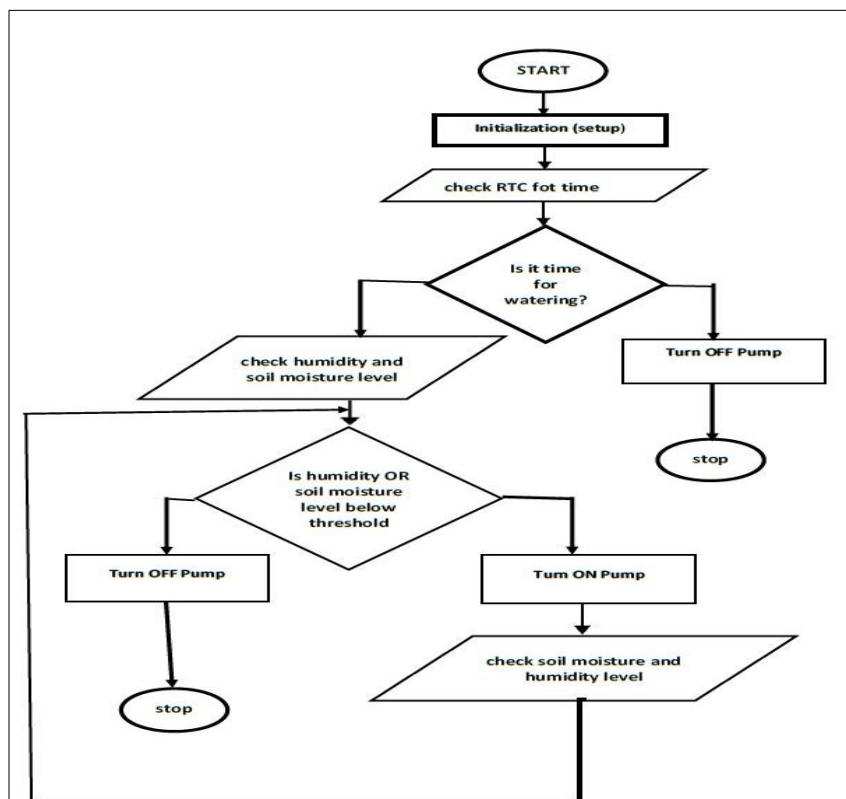 START
Initialization (setup)
check RTC fot time
Is it time
for
watering?
check humidity and
soil moisture level
Turn OFF Pump
stop
Is humidity OR
soil moisture
level below
threshold
Turn OFF Pump
Turn ON Pump
check soil moisture and
humidity level
stop